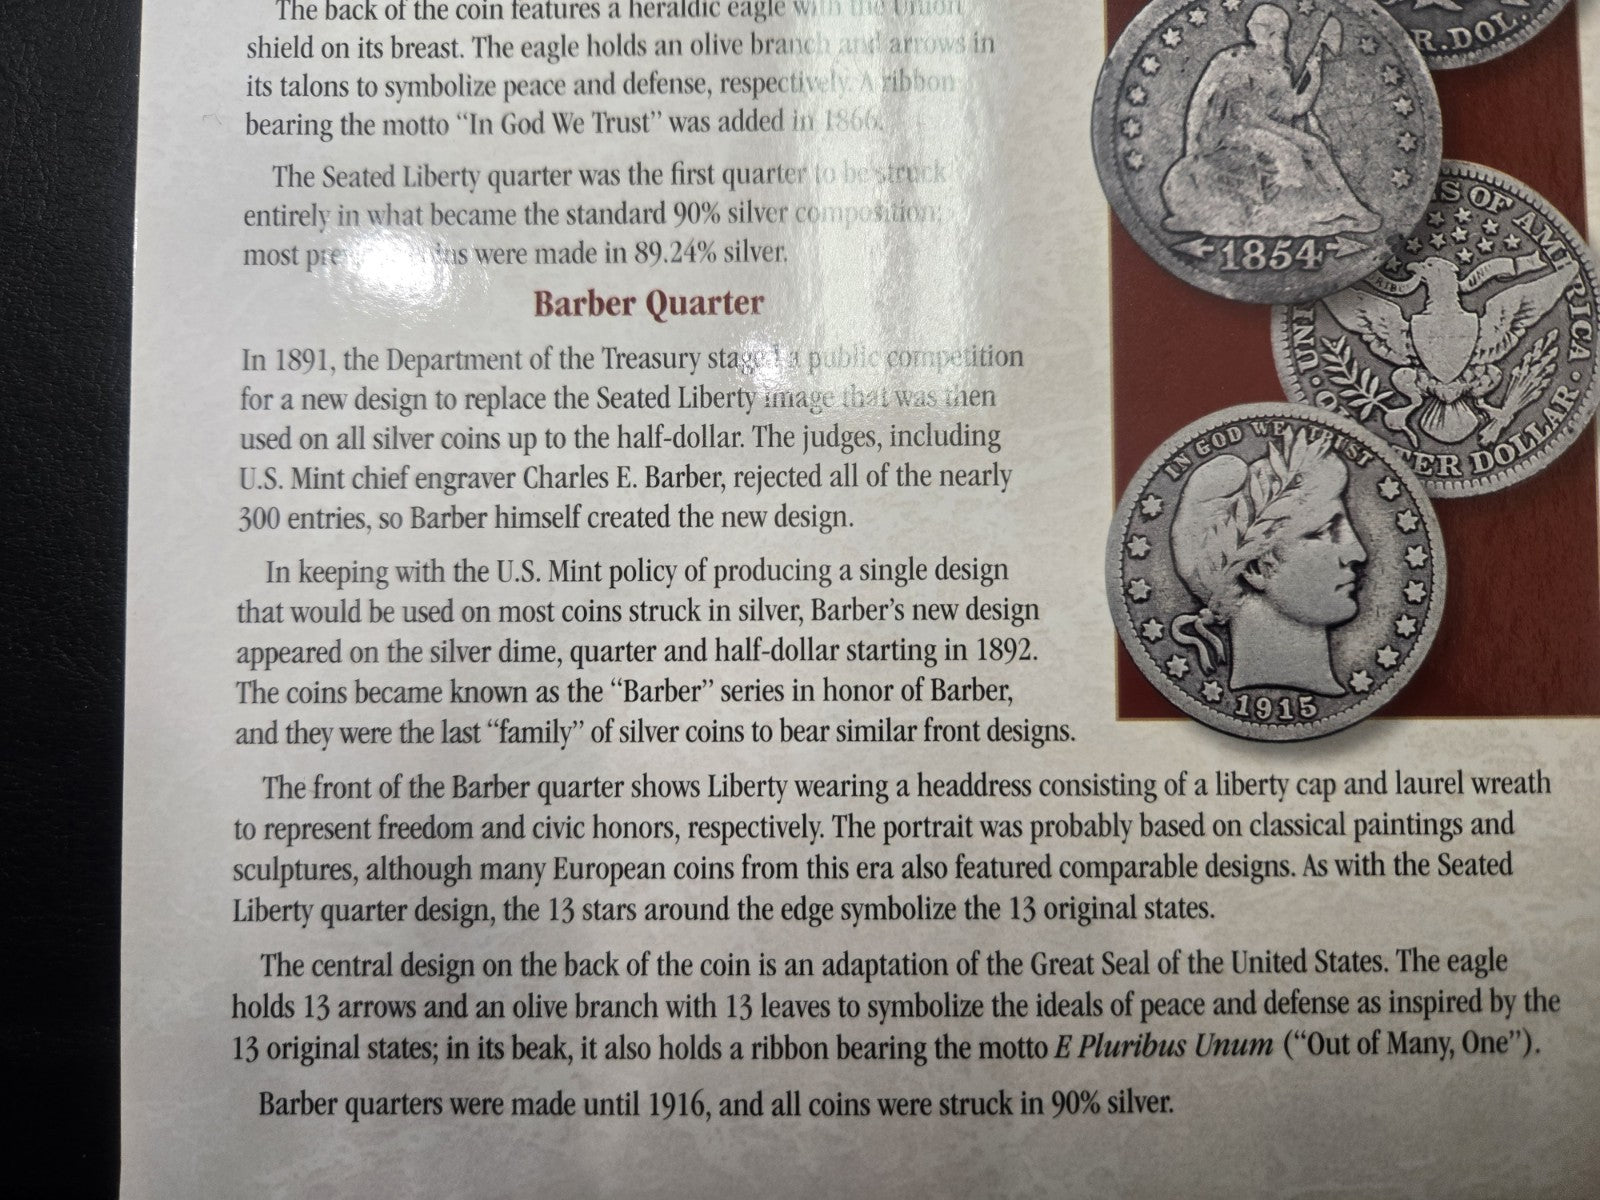 The back of the coin features a heraldic eagle with the Union
shield on its breast. The eagle holds an olive branch and arrows in
its talons to symbolize peace and defense, respectively. A ribbon
bearing the motto “In God We Trust” was added in 1866.
The Seated Liberty quarter was the first quarter to be struck
entirely in what became the standard 90% silver composition;
most were made in 89.24% silver.
Barber Quarter
In 1891, the Department of the Treasury staged a public competition
for a new design to replace the Seated Liberty image that was then
used on all silver coins up to the half-dollar. The judges, including
U.S. Mint chief engraver Charles E. Barber, rejected all of the nearly
300 entries, so Barber himself created the new design.
In keeping with the U.S. Mint policy of producing a single design
that would be used on most coins struck in silver, Barber’s new design
appeared on the silver dime, quarter and half-dollar starting in 1892.
The coins became known as the “Barber” series in honor of Barber,
and they were the last “family” of silver coins to bear similar front designs.
The front of the Barber quarter shows Liberty wearing a headdress consisting of a liberty cap and laurel wreath
to represent freedom and civic honors, respectively. The portrait was probably based on classical paintings and
sculptures, although many European coins from this era also featured comparable designs. As with the Seated
Liberty quarter design, the 13 stars around the edge symbolize the 13 original states.
The central design on the back of the coin is an adaptation of the Great Seal of the United States. The eagle
holds 13 arrows and an olive branch with 13 leaves to symbolize the ideals of peace and defense as inspired by the
13 original states; in its beak, it also holds a ribbon bearing the motto E Pluribus Unum (“Out of Many, One”).
Barber quarters were made until 1916, and all coins were struck in 90% silver.
R. DOL.
1854
S OF AMERICA
UNI
TER DOLLAR
IN GOD WE TRUST
1915